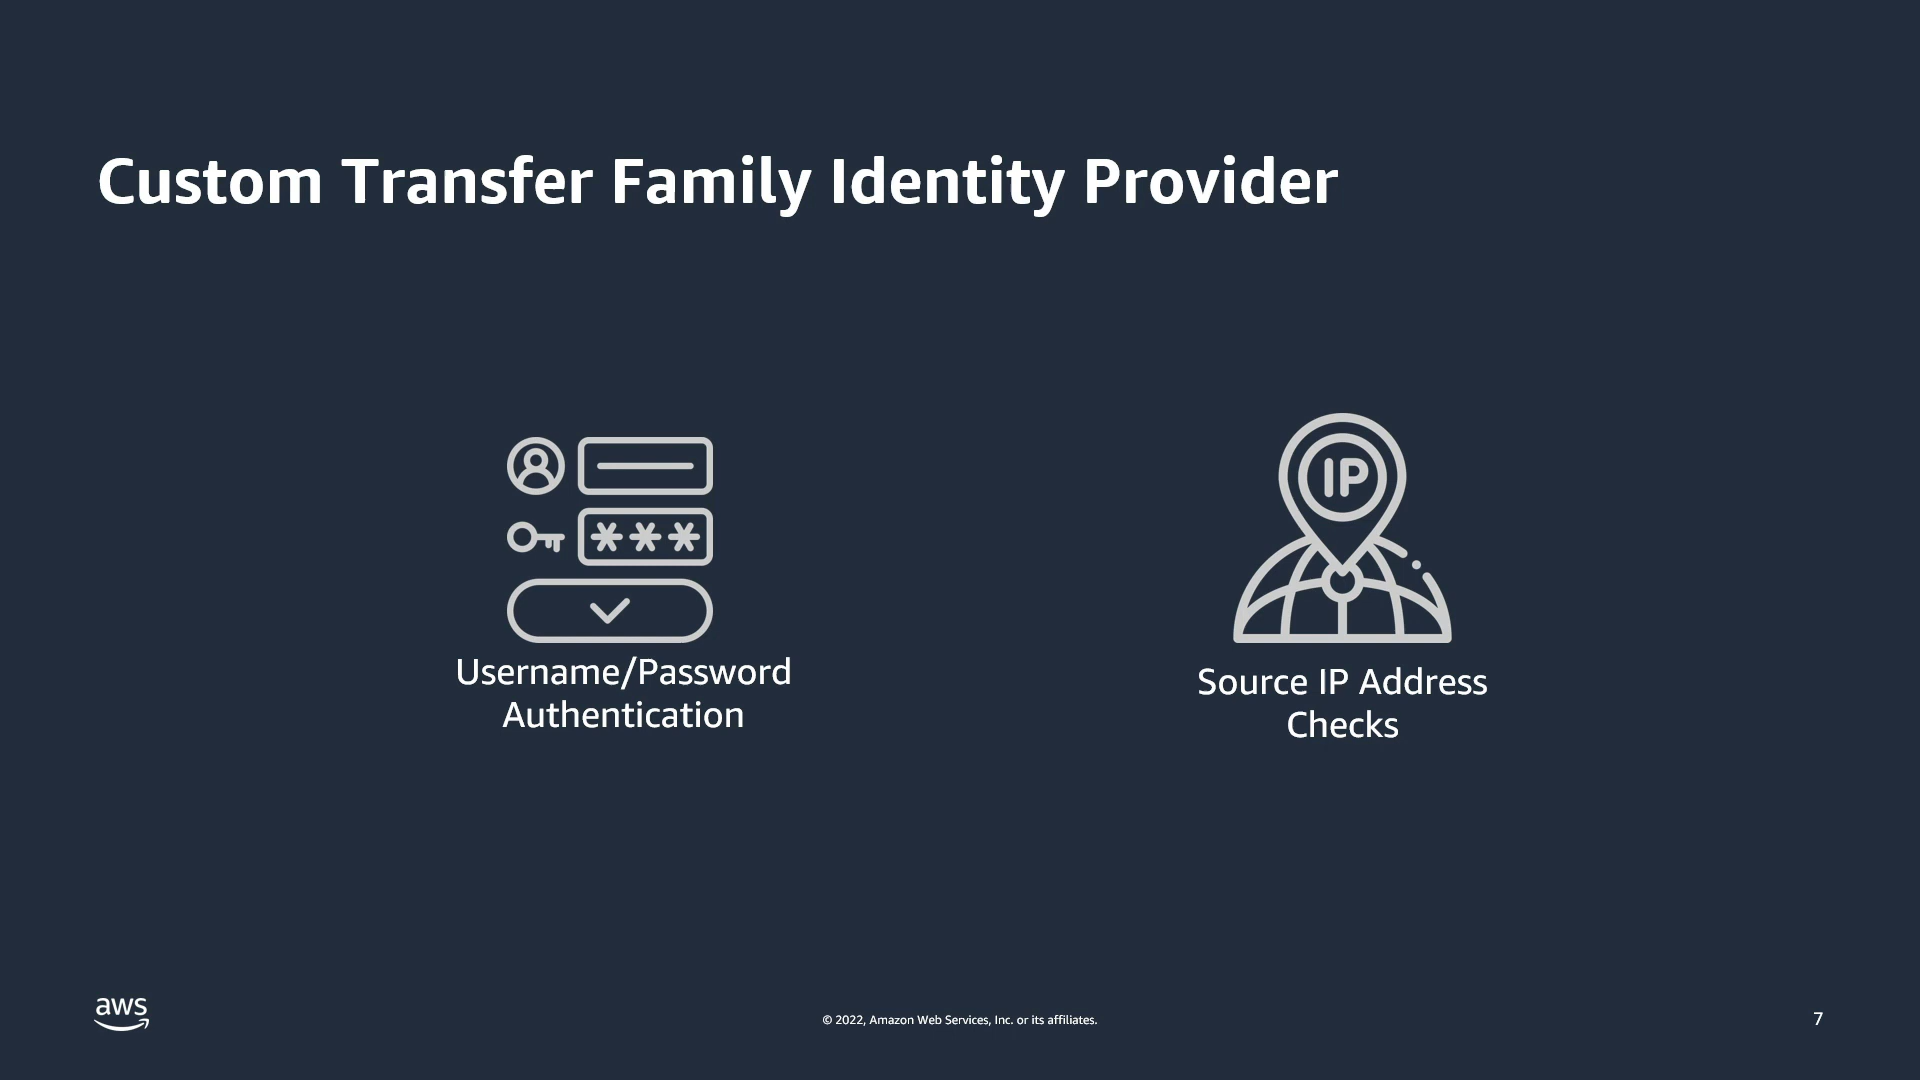 Custom Transfer Family Identity Provider
IP
***
Username/Password
Authentication
Source IP Address
Checks
aws
© 2022, Amazon Web Services, Inc. or its affiliates.
7